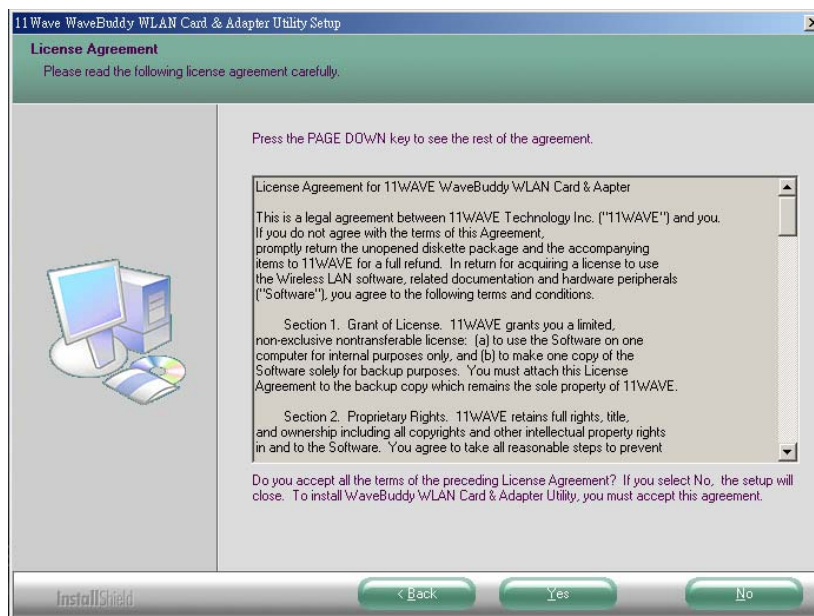 11Wave WaveBuddy WLAN Card & Adapter Utility Setup
License Agreement
Please read the following license agreement carefully.
Press the PAGE DOWN key to see the rest of the agreement.
License Agreement for 11WAVE WaveBuddy WLAN Card & Aapter
This is a legal agreement between 11WAVE Technology Inc. ("11WAVE") and you.
If you do not agree with the terms of this Agreement,
promptly return the unopened diskette package and the accompanying
items to 11WAVE for a full refund. In return for acquiring a license to use
the Wireless LAN software, related documentation and hardware peripherals
("Software"), you agree to the following terms and conditions.
Section 1. Grant of License. 11WAVE grants you a limited,
non-exclusive nontransferable license: (a) to use the Software on one
computer for internal purposes only, and (b) to make one copy of the
Software solely for backup purposes. You must attach this License
Agreement to the backup copy which remains the sole property of 11WAVE.
Section 2. Proprietary Rights. 11WAVE retains full rights, title,
and ownership including all copyrights and other intellectual property rights
in and to the Software. You agree to take all reasonable steps to prevent
Do you accept all the terms of the preceding License Agreement? If you select No, the setup will
close. To install WaveBuddy WLAN Card & Adapter Utility, you must accept this agreement.
InstallShield
< Back
Yes
No